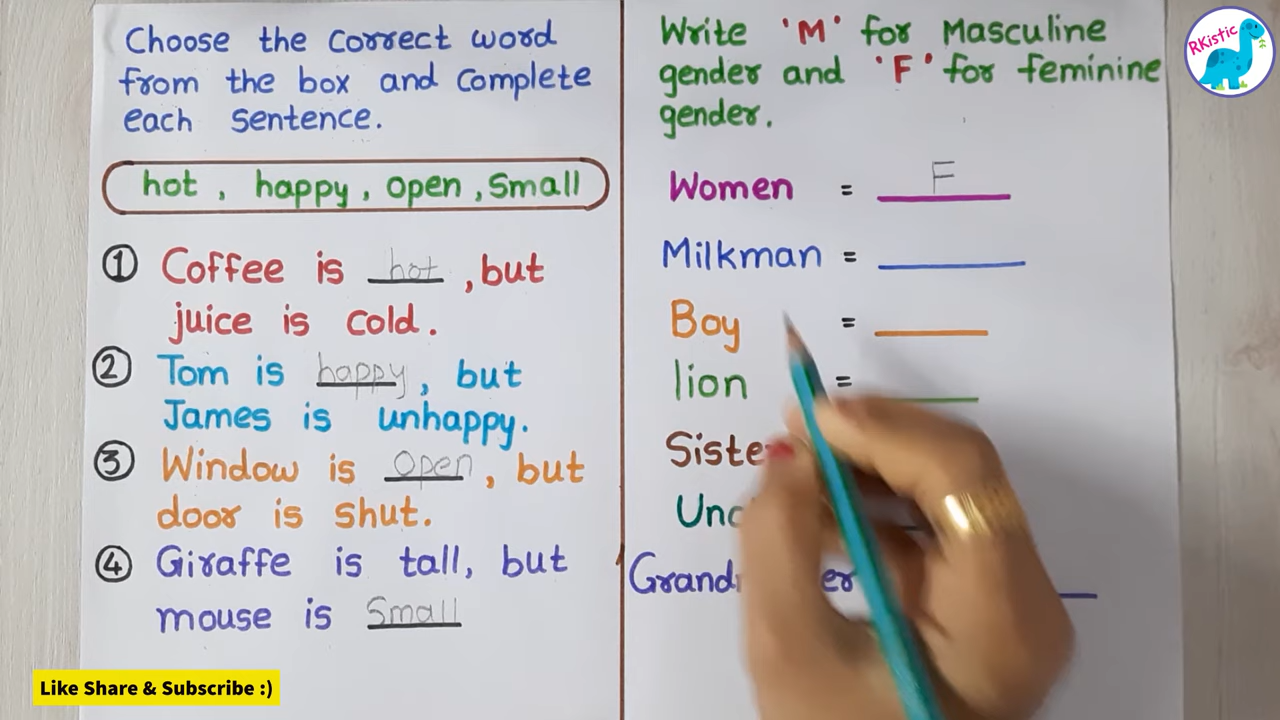 Choose the correct word
from the box and complete
each sentence.
hot , happy , open , Small
① Coffee is hot , but
juice is cold.
② Tom is happy , but
James is unhappy.
③ Window is open , but
door is shut.
④ Giraffe is tall, but
mouse is Small
Write 'M' for Masculine
gender and 'F' for feminine
gender.
Women = F
Milkman =
Boy =
lion =
RKistic
Like Share & Subscribe :)